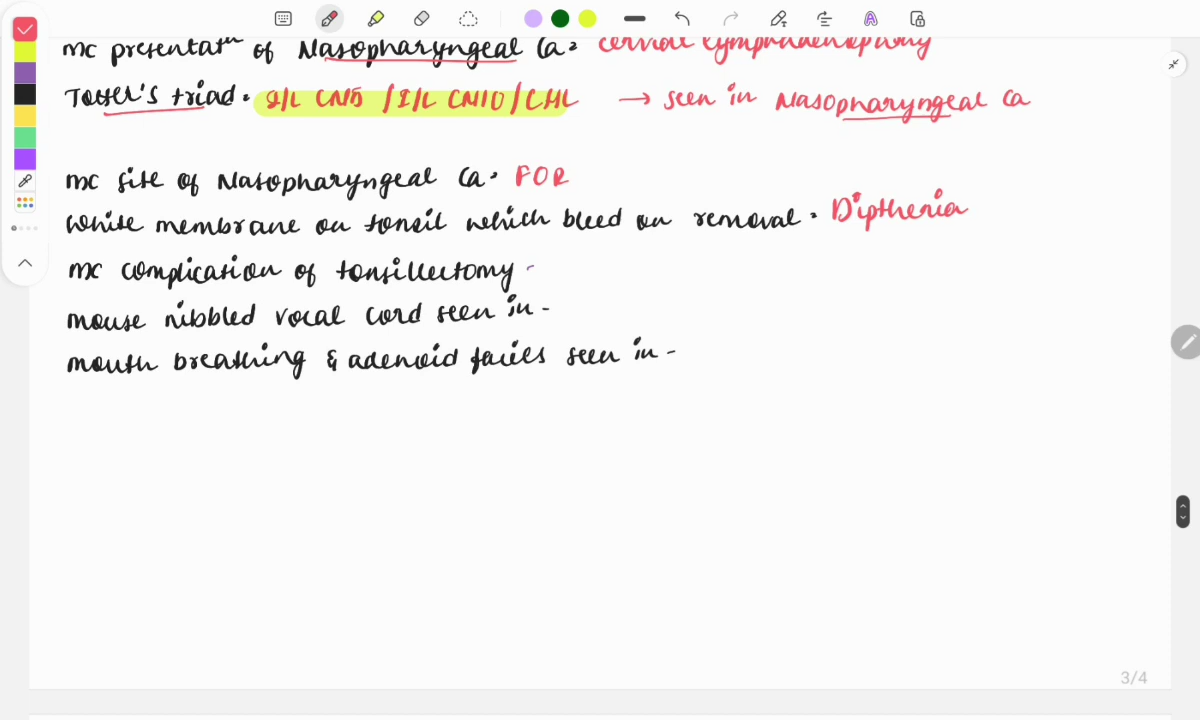 mc presentatn of Nasopharyngeal Ca = cervical lymphadenopathy
Totter's triad = I/L CN15 / I/L CN10 / CHL → seen in Nasopharyngeal Ca
mc site of Nasopharyngeal Ca = FOR
White membrane on tonsil which bleed on removal = Diptheria
mc complication of tonsillectomy -
mouse nibbled vocal cord seen in -
mouth breathing & adenoid facies seen in -
3/4